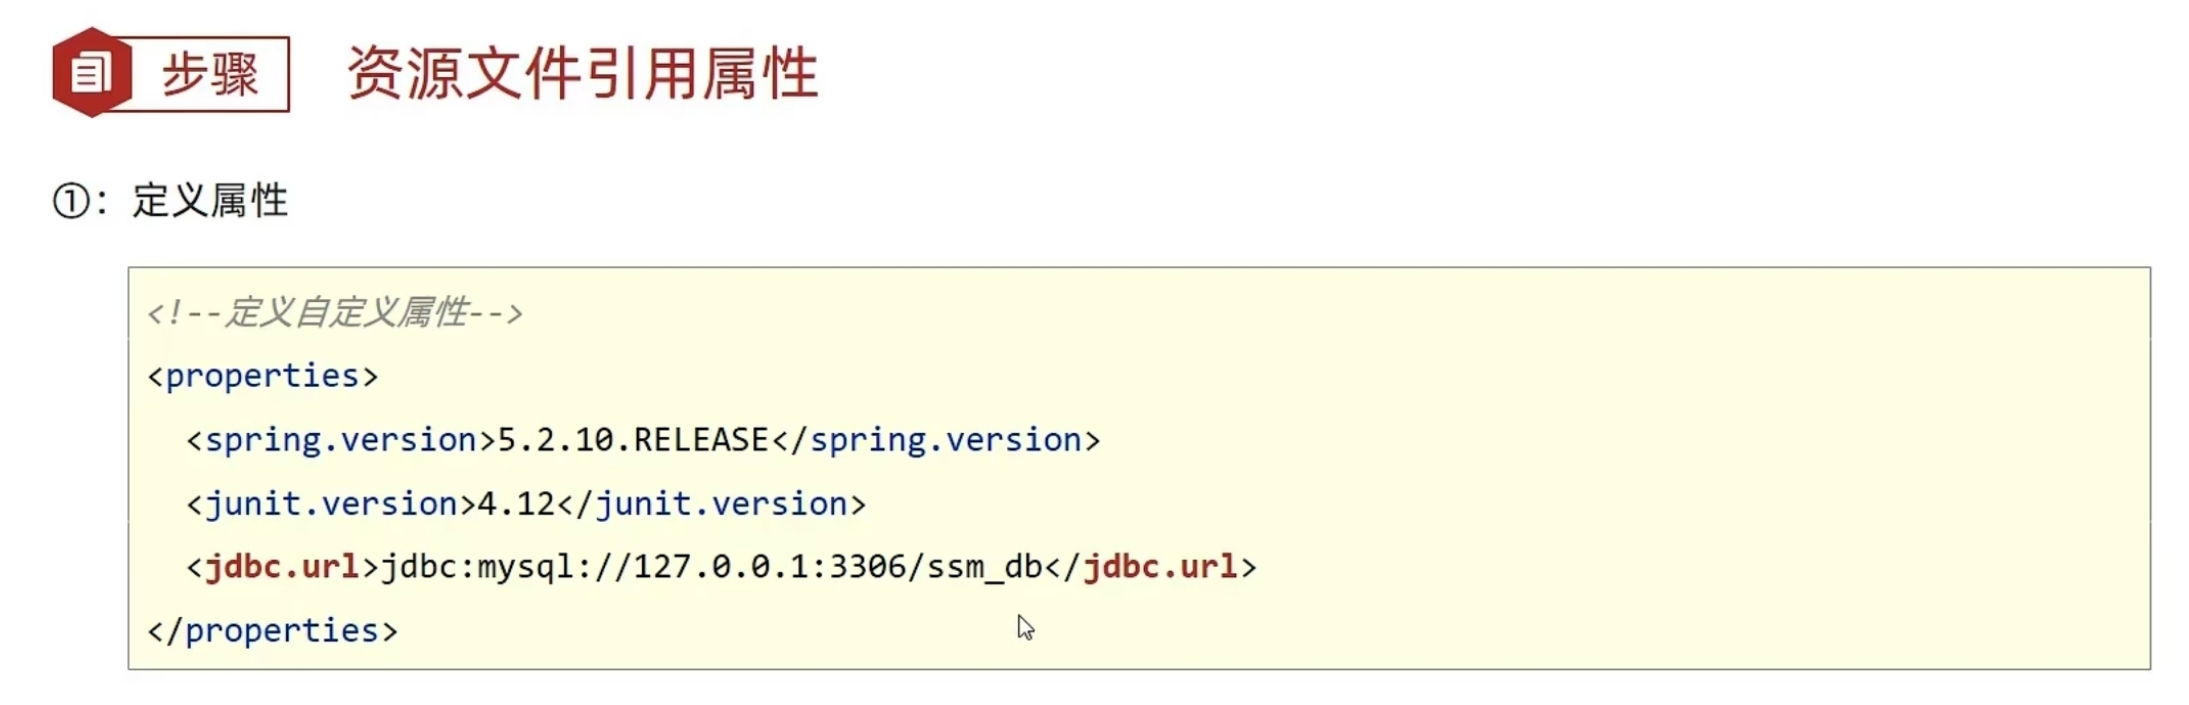 步骤 资源文件引用属性
①：定义属性
<!--定义自定义属性-->
<properties>
  <spring.version>5.2.10.RELEASE</spring.version>
  <junit.version>4.12</junit.version>
  <jdbc.url>jdbc:mysql://127.0.0.1:3306/ssm_db</jdbc.url>
</properties>